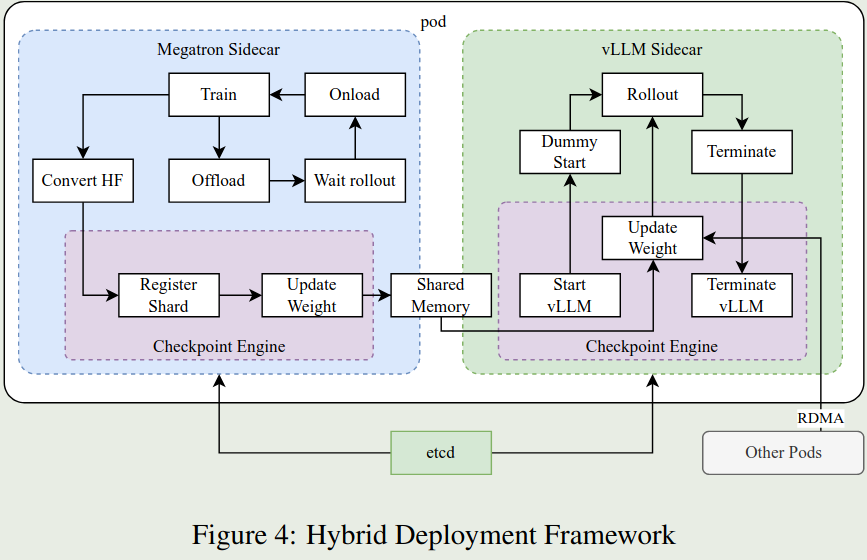 pod
Megatron Sidecar
Train
Onload
Convert HF
Offload
Wait rollout
Register
Shard
Update
Weight
Checkpoint Engine
Shared
Memory
vLLM Sidecar
Rollout
Dummy
Start
Terminate
Update
Weight
Start
vLLM
Terminate
vLLM
Checkpoint Engine
RDMA
etcd
Other Pods
Figure 4: Hybrid Deployment Framework